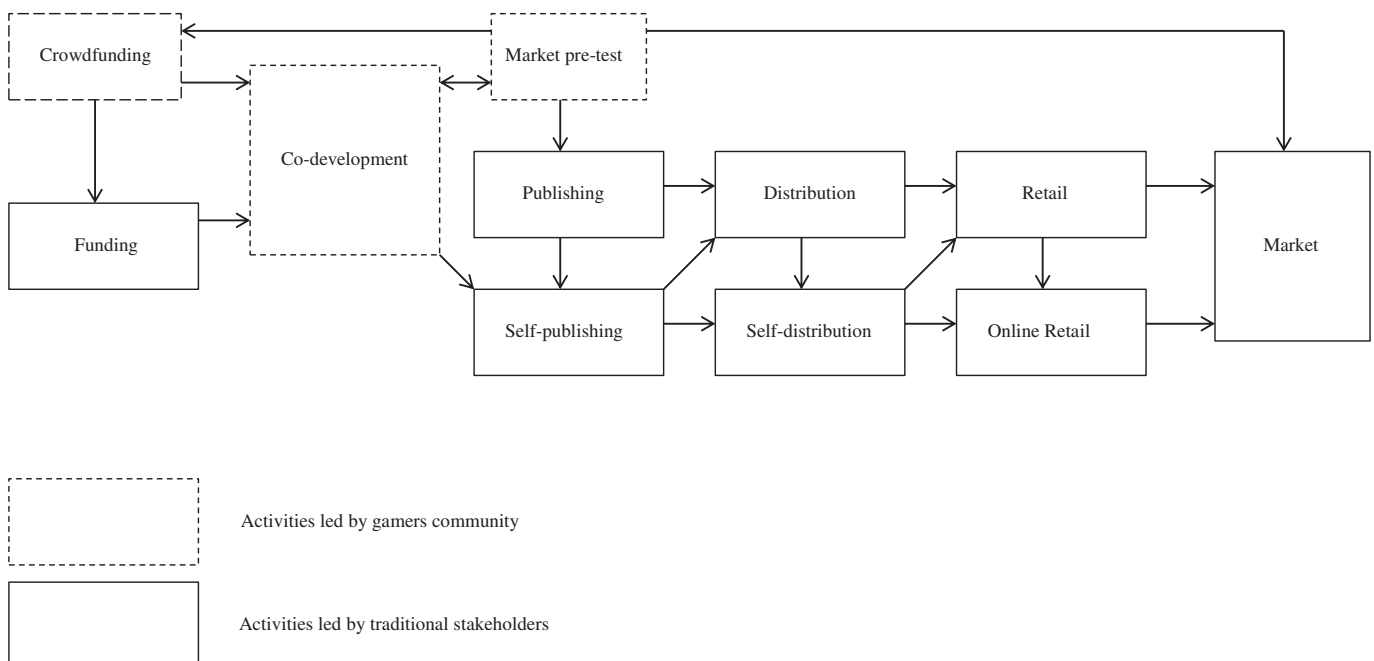 Crowdfunding
Market pre-test
Co-development
Publishing
Distribution
Retail
Funding
Market
Self-publishing
Self-distribution
Online Retail
Activities led by gamers community
Activities led by traditional stakeholders